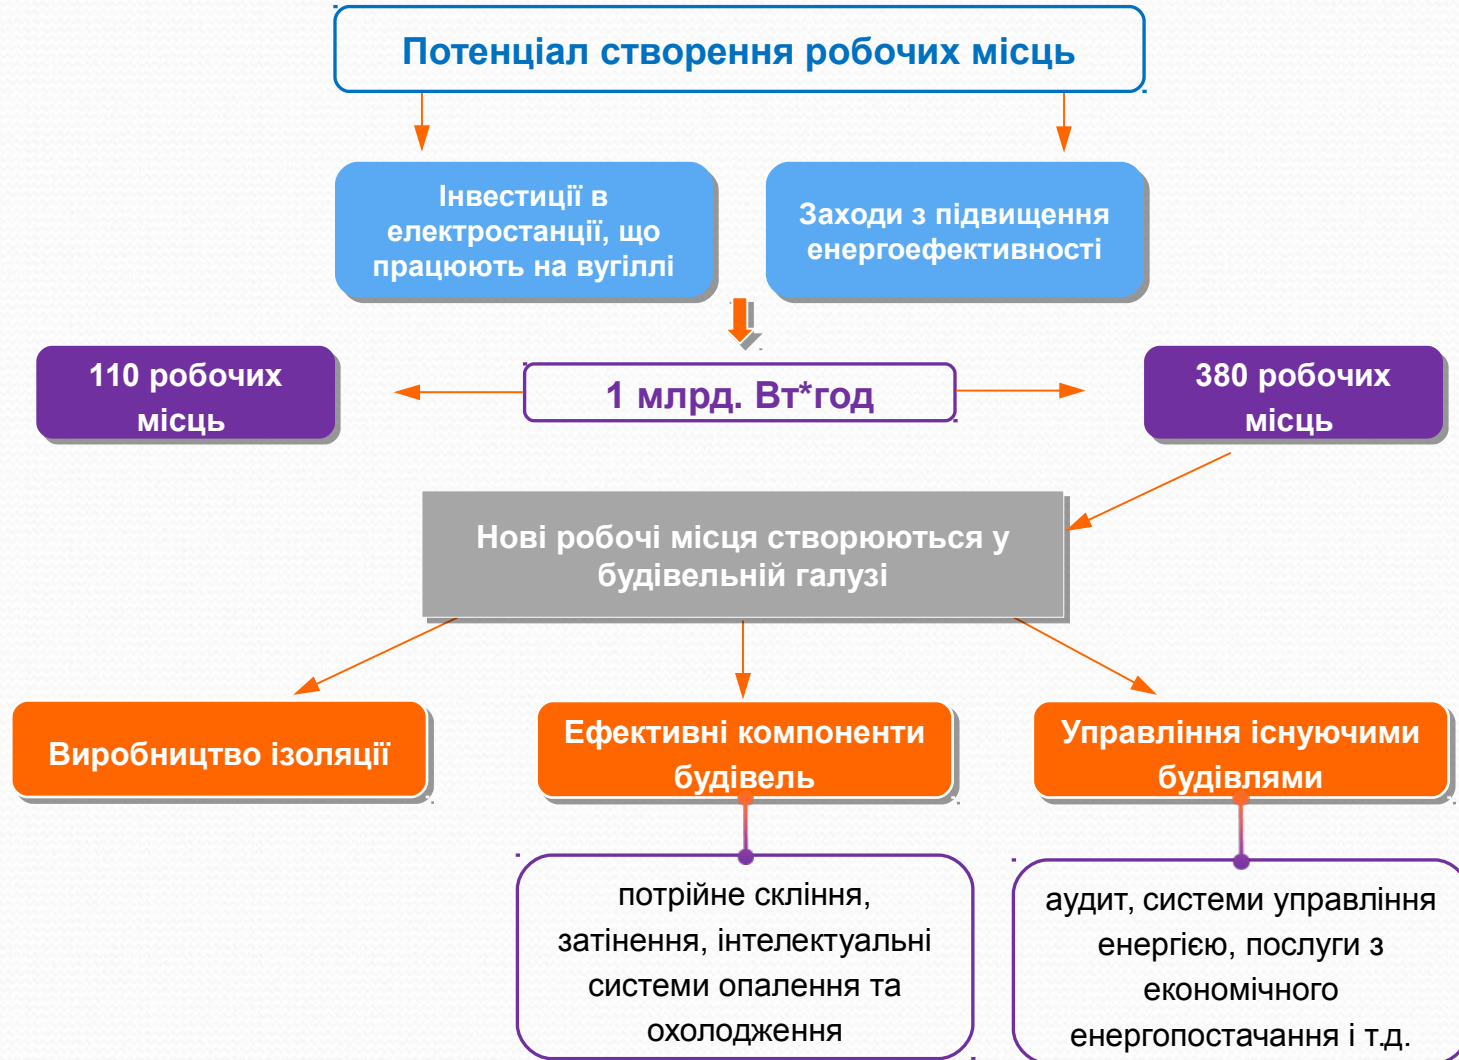 Потенціал створення робочих місць
Інвестиції в
електростанції, що
працюють на вугіллі
Заходи з підвищення
енергоефективності
110 робочих
місць
1 млрд. Вт*год
380 робочих
місць
Нові робочі місця створюються у
будівельній галузі
Виробництво ізоляції
Ефективні компоненти
будівель
Управління існуючими
будівлями
потрійне скління,
затінення, інтелектуальні
системи опалення та
охолодження
аудит, системи управління
енергією, послуги з
економічного
енергопостачання і т.д.